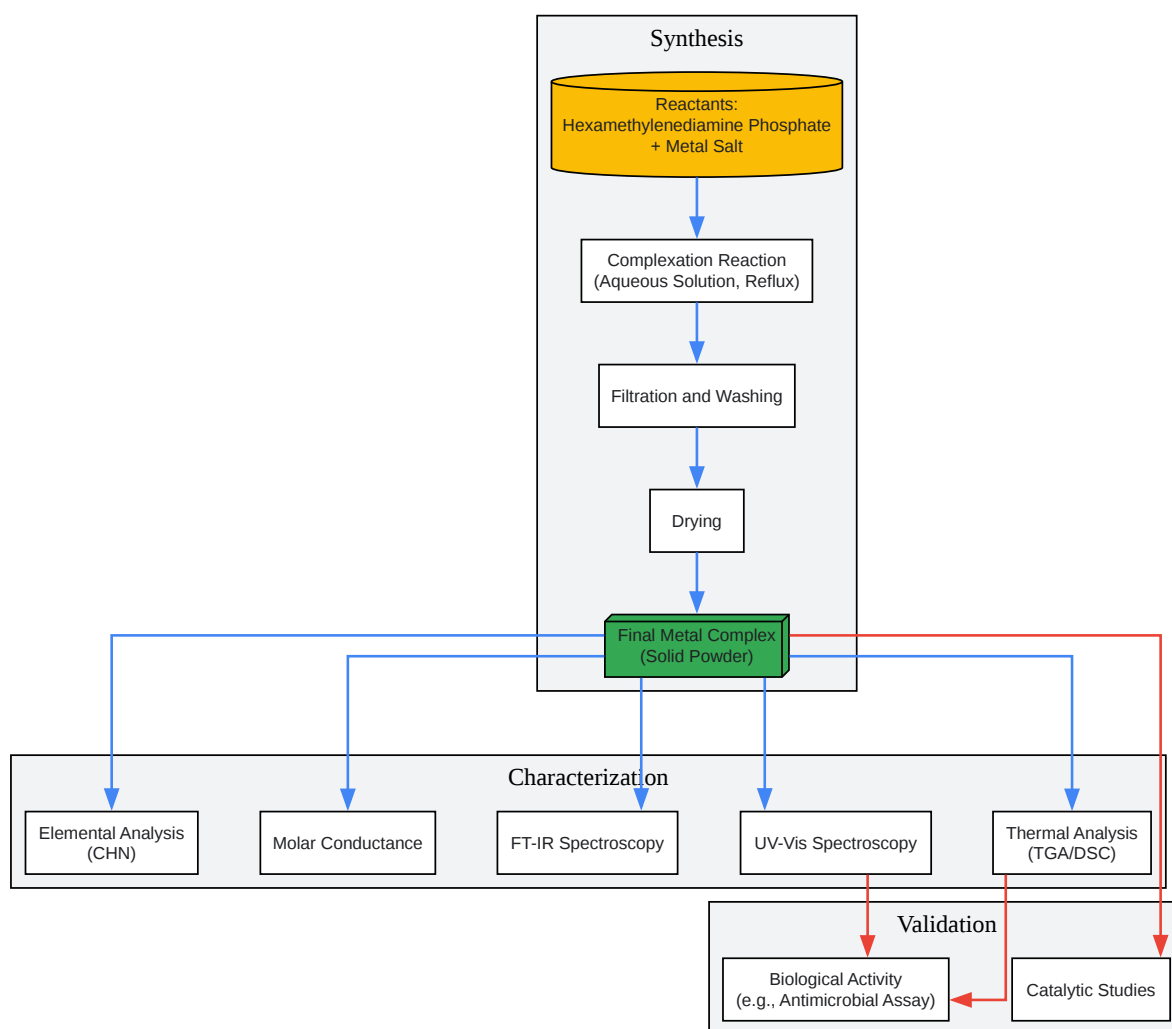 Synthesis
Reactants:
Hexamethylenediamine Phosphate
+ Metal Salt
Complexation Reaction
(Aqueous Solution, Reflux)
Filtration and Washing
Drying
Final Metal Complex
(Solid Powder)
Characterization
Elemental Analysis
(CHN)
Molar Conductance
FT-IR Spectroscopy
UV-Vis Spectroscopy
Thermal Analysis
(TGA/DSC)
Validation
Biological Activity
(e.g., Antimicrobial Assay)
Catalytic Studies